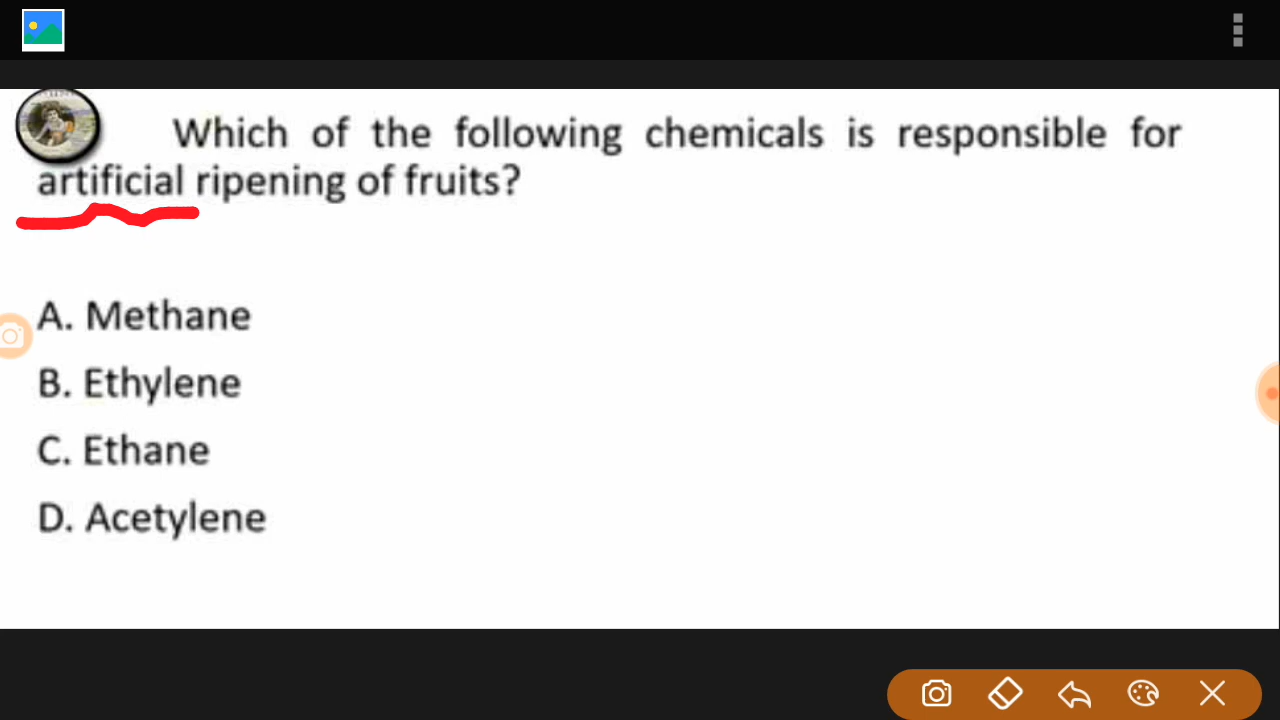 Which of the following chemicals is responsible for
artificial ripening of fruits?
A. Methane
B. Ethylene
C. Ethane
D. Acetylene